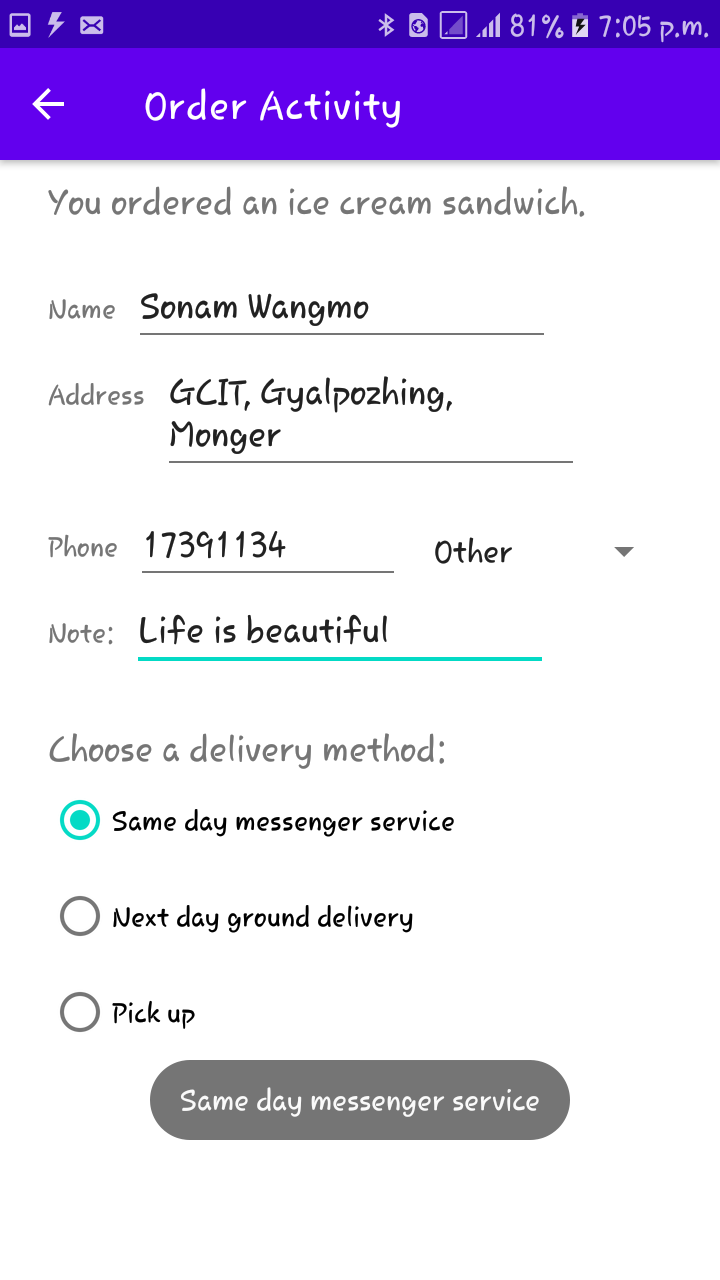 81% 7:05 p.m.
Order Activity
You ordered an ice cream sandwich.
Name Sonam Wangmo
Address GCIT, Gyalpozhing,
Monger
Phone 17391134 Other
Note: Life is beautiful
Choose a delivery method:
Same day messenger service
Next day ground delivery
Pick up
Same day messenger service